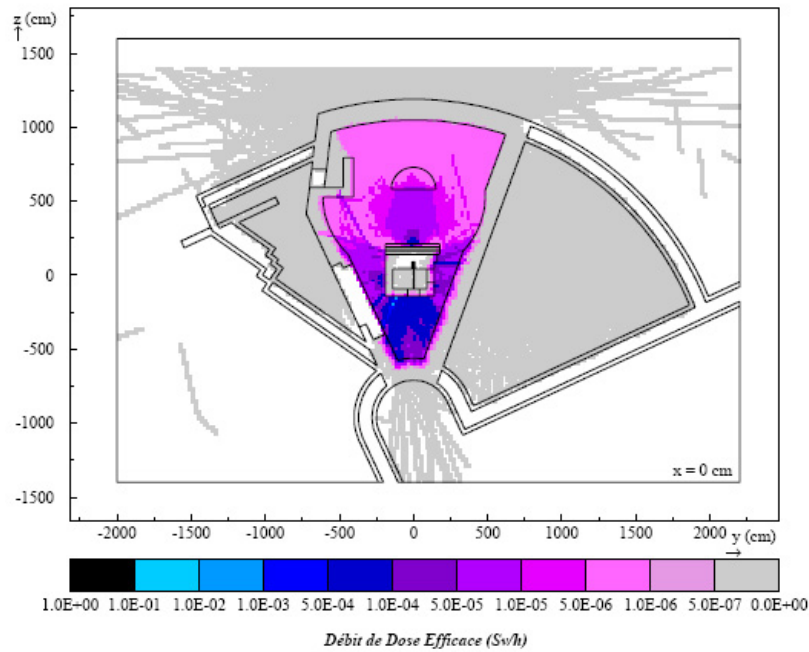 z (cm)
↑
1500
1000
500
0
-500
-1000
-1500
x = 0 cm
-2000 -1500 -1000 -500 0 500 1000 1500 2000 y (cm)
→
1.0E+00 1.0E-01 1.0E-02 1.0E-03 5.0E-04 1.0E-04 5.0E-05 1.0E-05 5.0E-06 1.0E-06 5.0E-07 0.0E+00
Débit de Dose Efficace (Sv/h)